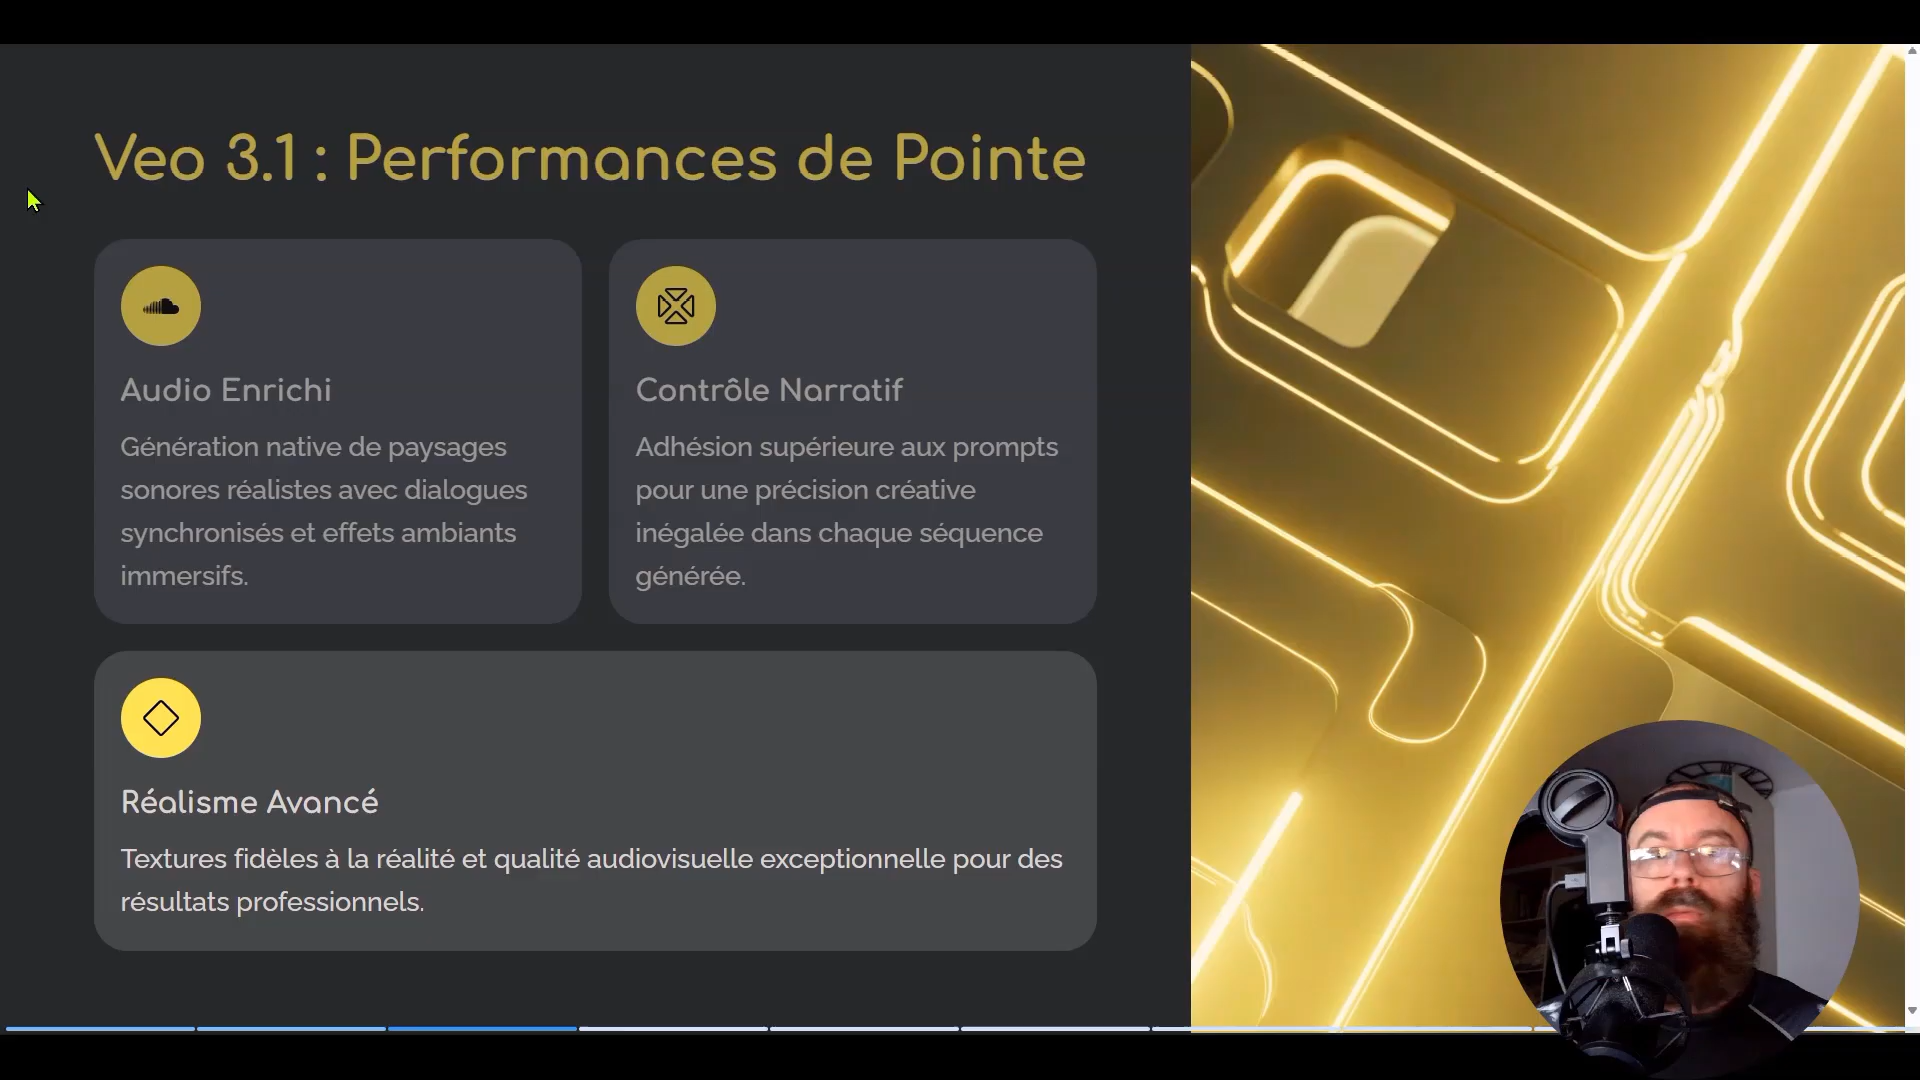 Veo 3.1 : Performances de Pointe
Audio Enrichi
Génération native de paysages
sonores réalistes avec dialogues
synchronisés et effets ambiants
immersifs.
Contrôle Narratif
Adhésion supérieure aux prompts
pour une précision créative
inégalée dans chaque séquence
générée.
Réalisme Avancé
Textures fidèles à la réalité et qualité audiovisuelle exceptionnelle pour des
résultats professionnels.